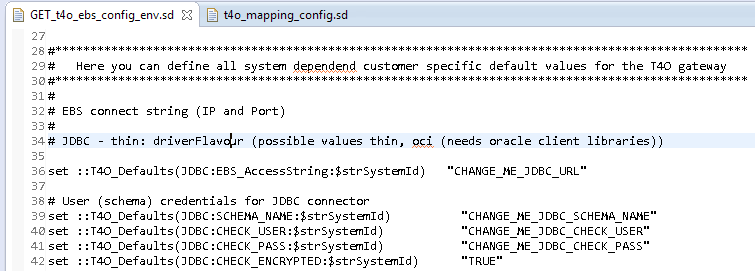 GET_t4o_ebs_config_env.sd t4o_mapping_config.sd
27
28 #*******************************************************************************************
29 # Here you can define all system dependend customer specific default values for the T4O gateway
30 #*******************************************************************************************
31 #
32 # EBS connect string (IP and Port)
33 #
34 # JDBC - thin: driverFlavour (possible values thin, oci (needs oracle client libraries))
35
36 set ::T4O_Defaults(JDBC:EBS_AccessString:$strSystemId) "CHANGE_ME_JDBC_URL"
37
38 # User (schema) credentials for JDBC connector
39 set ::T4O_Defaults(JDBC:SCHEMA_NAME:$strSystemId) "CHANGE_ME_JDBC_SCHEMA_NAME"
40 set ::T4O_Defaults(JDBC:CHECK_USER:$strSystemId) "CHANGE_ME_JDBC_CHECK_USER"
41 set ::T4O_Defaults(JDBC:CHECK_PASS:$strSystemId) "CHANGE_ME_JDBC_CHECK_PASS"
42 set ::T4O_Defaults(JDBC:CHECK_ENCRYPTED:$strSystemId) "TRUE"